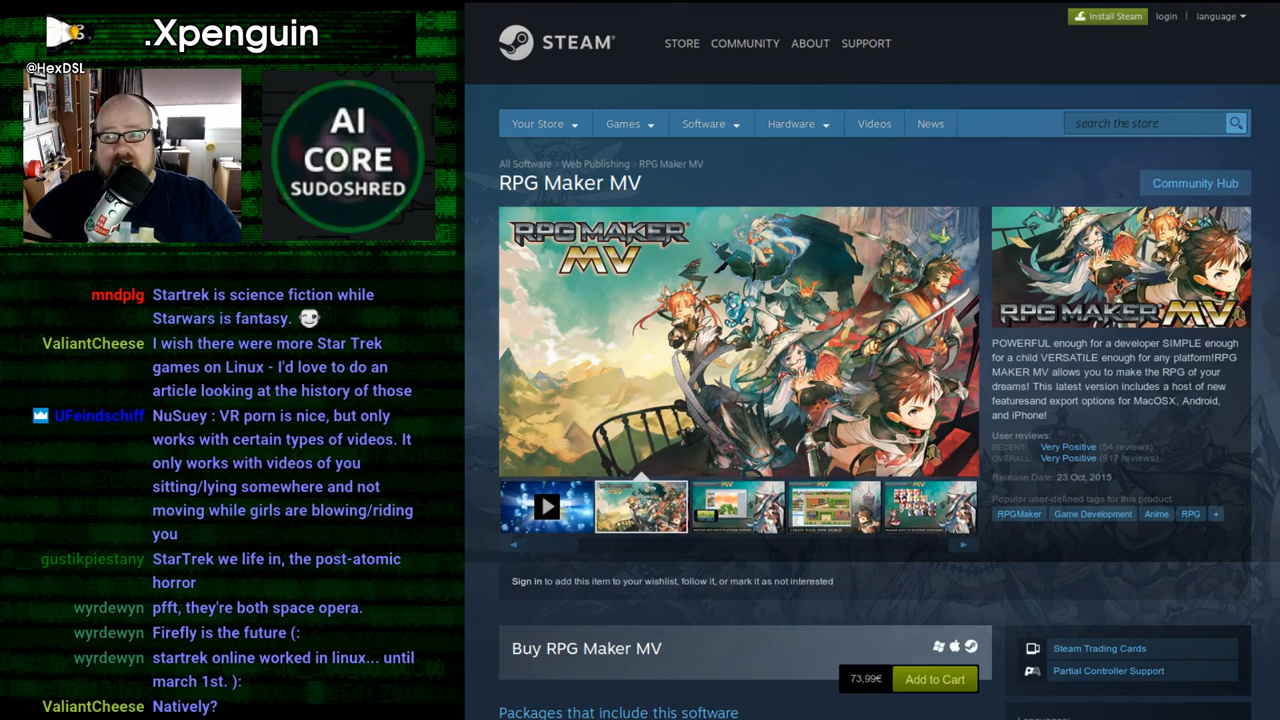 .Xpenguin
@HexDSL
AI
CORE
SUDOSHRED
mndplg Startrek is science fiction while
Starwars is fantasy.
ValiantCheese I wish there were more Star Trek
games on Linux - I'd love to do an
article looking at the history of those
UFeindschiff NuSuey : VR porn is nice, but only
works with certain types of videos. It
only works with videos of you
sitting/lying somewhere and not
moving while girls are blowing/riding
you
gustikpiestany StarTrek we life in, the post-atomic
horror
wyrdewyn pfft, they're both space opera.
wyrdewyn Firefly is the future (:
wyrdewyn startrek online worked in linux... until
march 1st. ):
ValiantCheese Natively?
Install Steam login | language
STEAM®
STORE COMMUNITY ABOUT SUPPORT
Your Store Games Software Hardware Videos News search the store
All Software > Web Publishing > RPG Maker MV
RPG Maker MV
Community Hub
RPG MAKER
MV
RPG MAKER MV
POWERFUL enough for a developer SIMPLE enough
for a child VERSATILE enough for any platform!RPG
MAKER MV allows you to make the RPG of your
dreams! This latest version includes a host of new
featuresand export options for MacOSX, Android,
and iPhone!
User reviews:
RECENT: Very Positive (54 reviews)
OVERALL: Very Positive (917 reviews)
Release Date: 23 Oct, 2015
Popular user-defined tags for this product:
RPGMaker Game Development Anime RPG +
Sign in to add this item to your wishlist, follow it, or mark it as not interested
Buy RPG Maker MV
73,99€ Add to Cart
Steam Trading Cards
Partial Controller Support
Packages that include this software